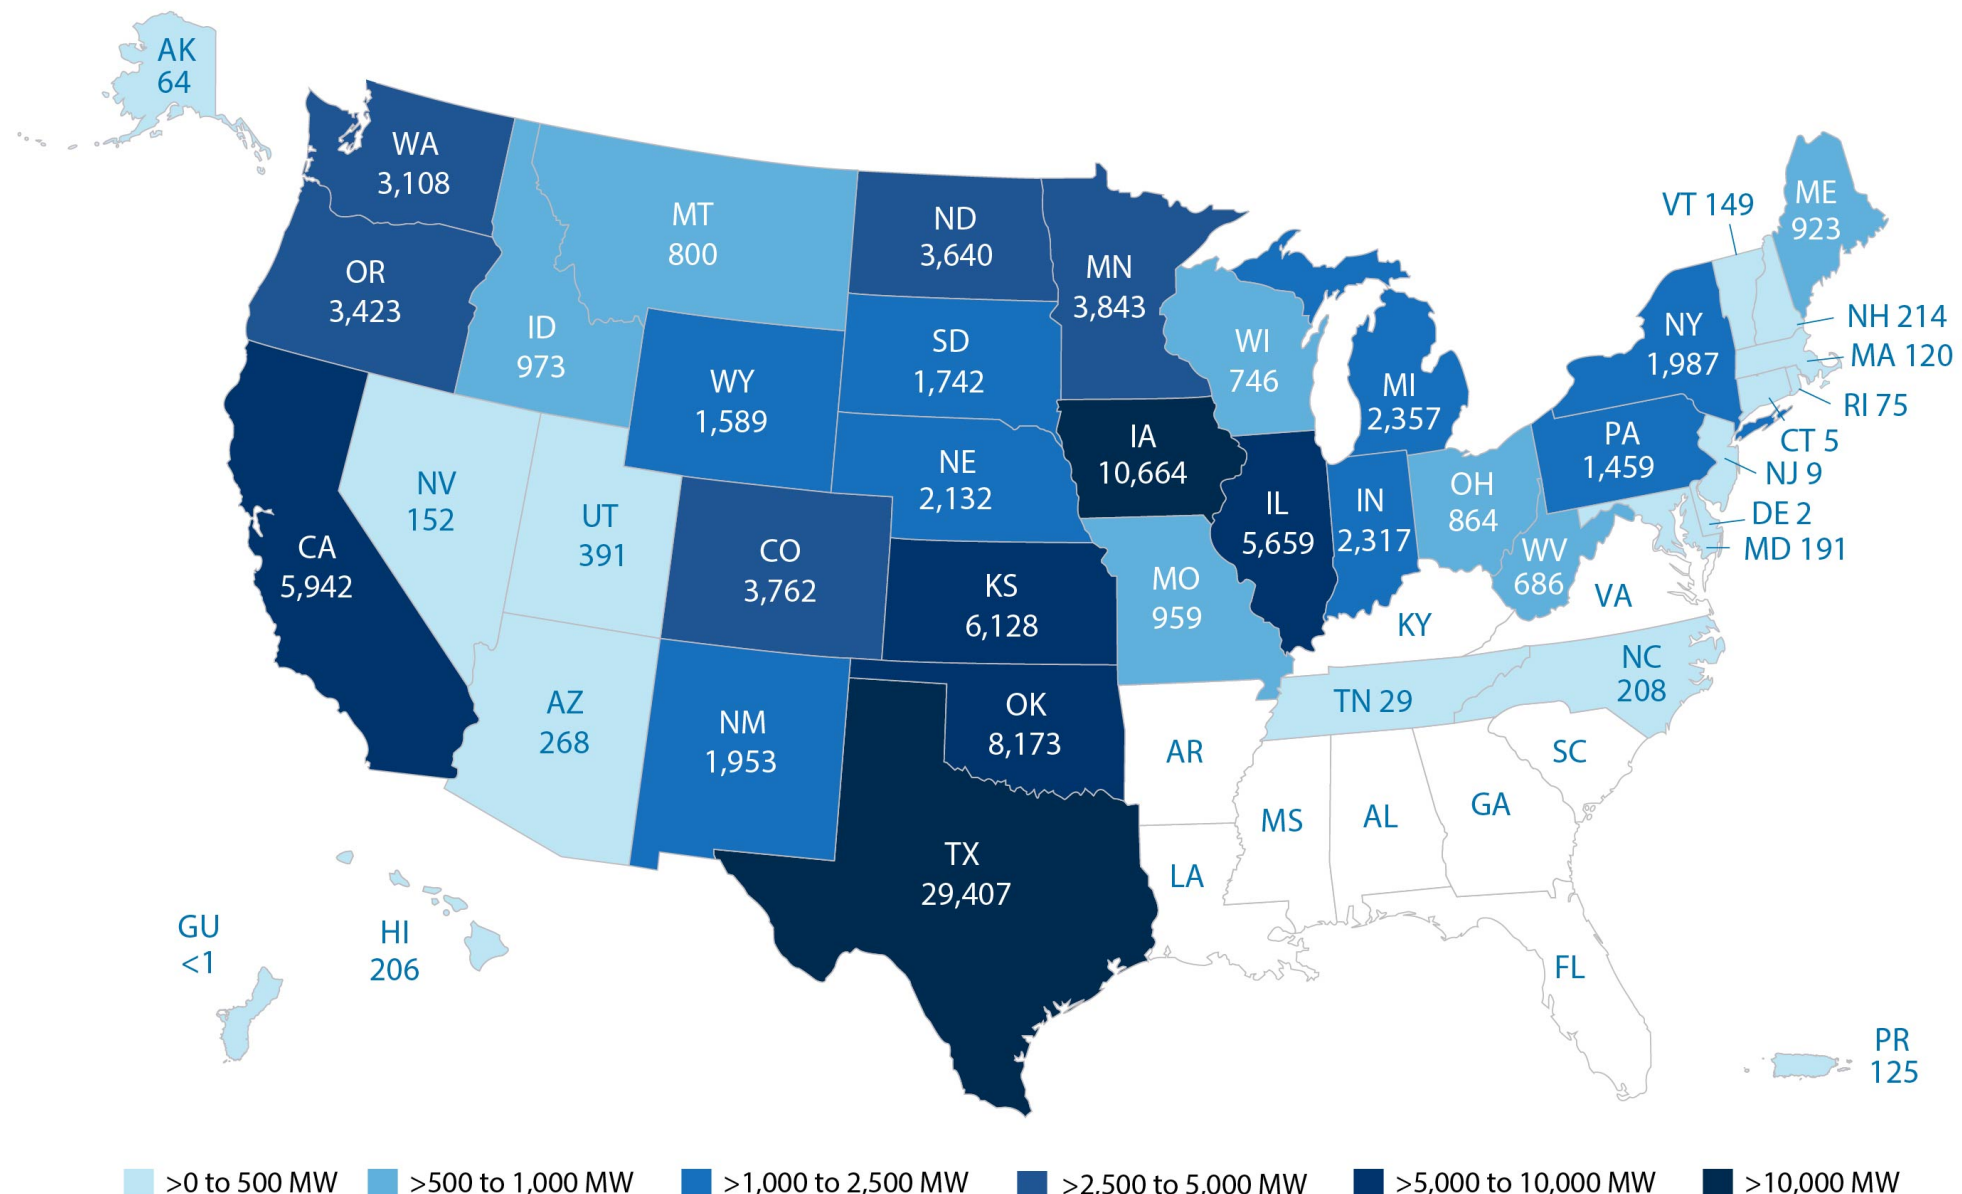 AK
64
WA
3,108
MT
800
ND
3,640
MN
3,843
VT 149
ME
923
OR
3,423
ID
973
WY
1,589
SD
1,742
WI
746
MI
2,357
NY
1,987
NH 214
MA 120
RI 75
CT 5
NJ 9
DE 2
MD 191
PA
1,459
NV
152
UT
391
CO
3,762
NE
2,132
IA
10,664
IL
5,659
IN
2,317
OH
864
WV
686
VA
CA
5,942
KS
6,128
MO
959
KY
AZ
268
NM
1,953
OK
8,173
AR
TN 29
NC
208
SC
TX
29,407
LA
MS
AL
GA
FL
GU
<1
HI
206
PR
125
>0 to 500 MW
>500 to 1,000 MW
>1,000 to 2,500 MW
>2,500 to 5,000 MW
>5,000 to 10,000 MW
>10,000 MW